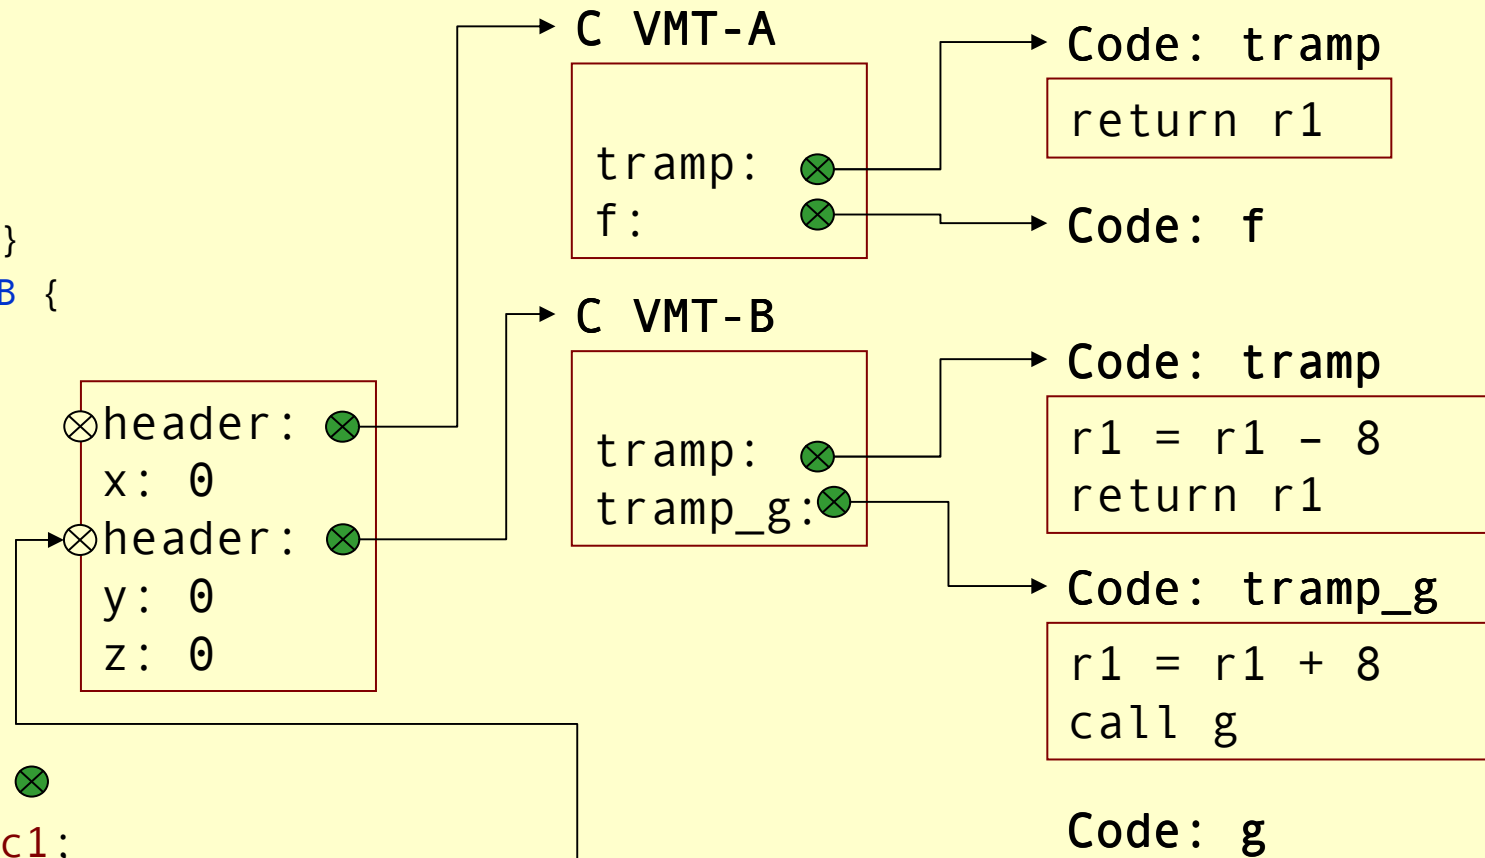 }
B {
header:
x: 0
header:
y: 0
z: 0
c1;
C VMT-A
tramp:
f:
C VMT-B
tramp:
tramp_g:
Code: tramp
return r1
Code: f
Code: tramp
r1 = r1 – 8
return r1
Code: tramp_g
r1 = r1 + 8
call g
Code: g